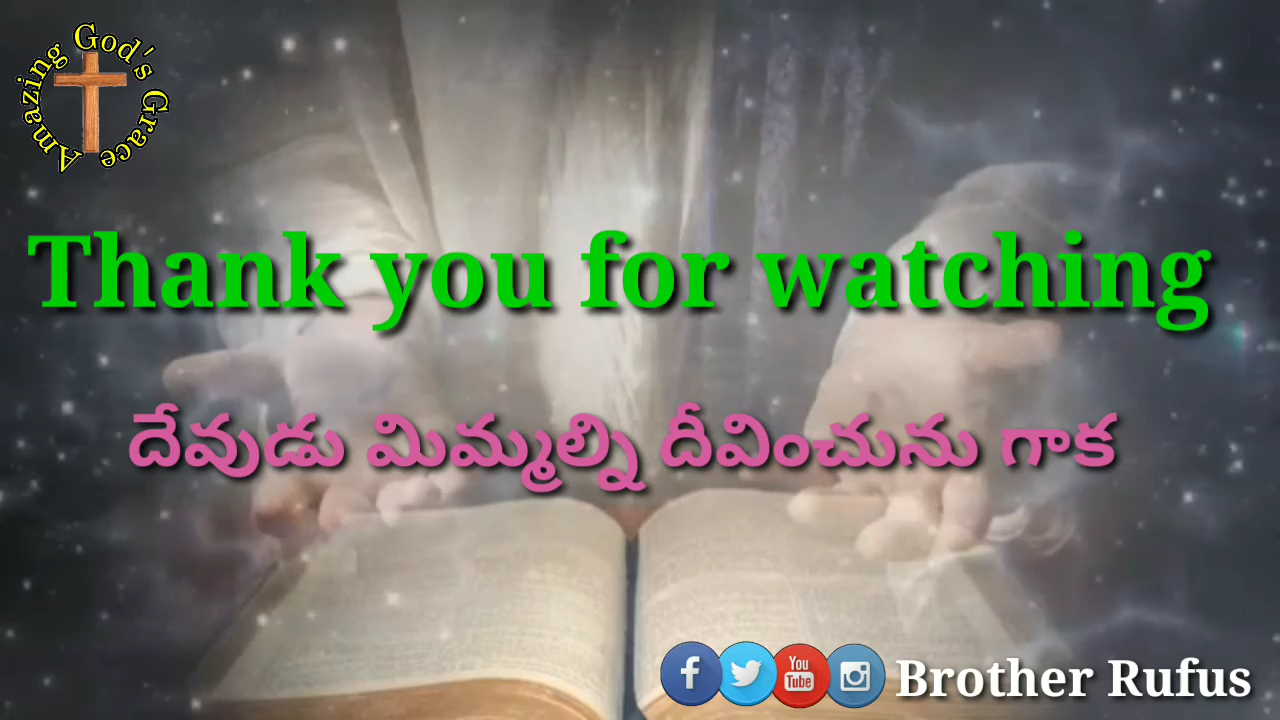 Amazing God's Grace
Thank you for watching
దేవుడు మిమ్మల్ని దీవించును గాక
f
You
Tube
Brother Rufus